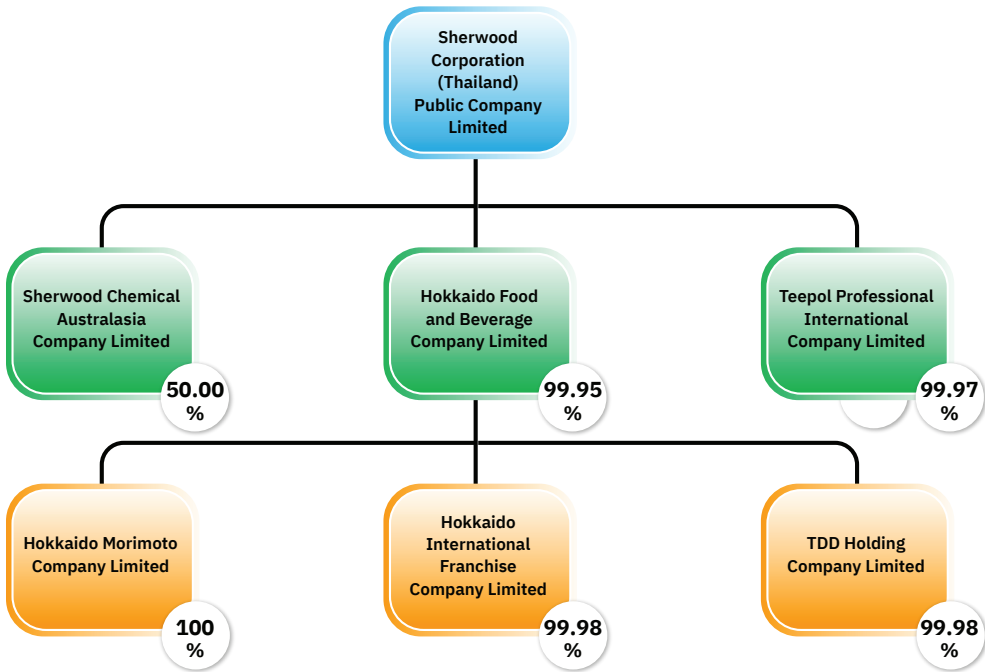 Sherwood
Corporation
(Thailand)
Public Company
Limited
Sherwood Chemical
Australasia
Company Limited
50.00
%
Hokkaido Food
and Beverage
Company Limited
99.95
%
Teepol Professional
International
Company Limited
99.97
%
Hokkaido Morimoto
Company Limited
100
%
Hokkaido
International
Franchise
Company Limited
99.98
%
TDD Holding
Company Limited
99.98
%